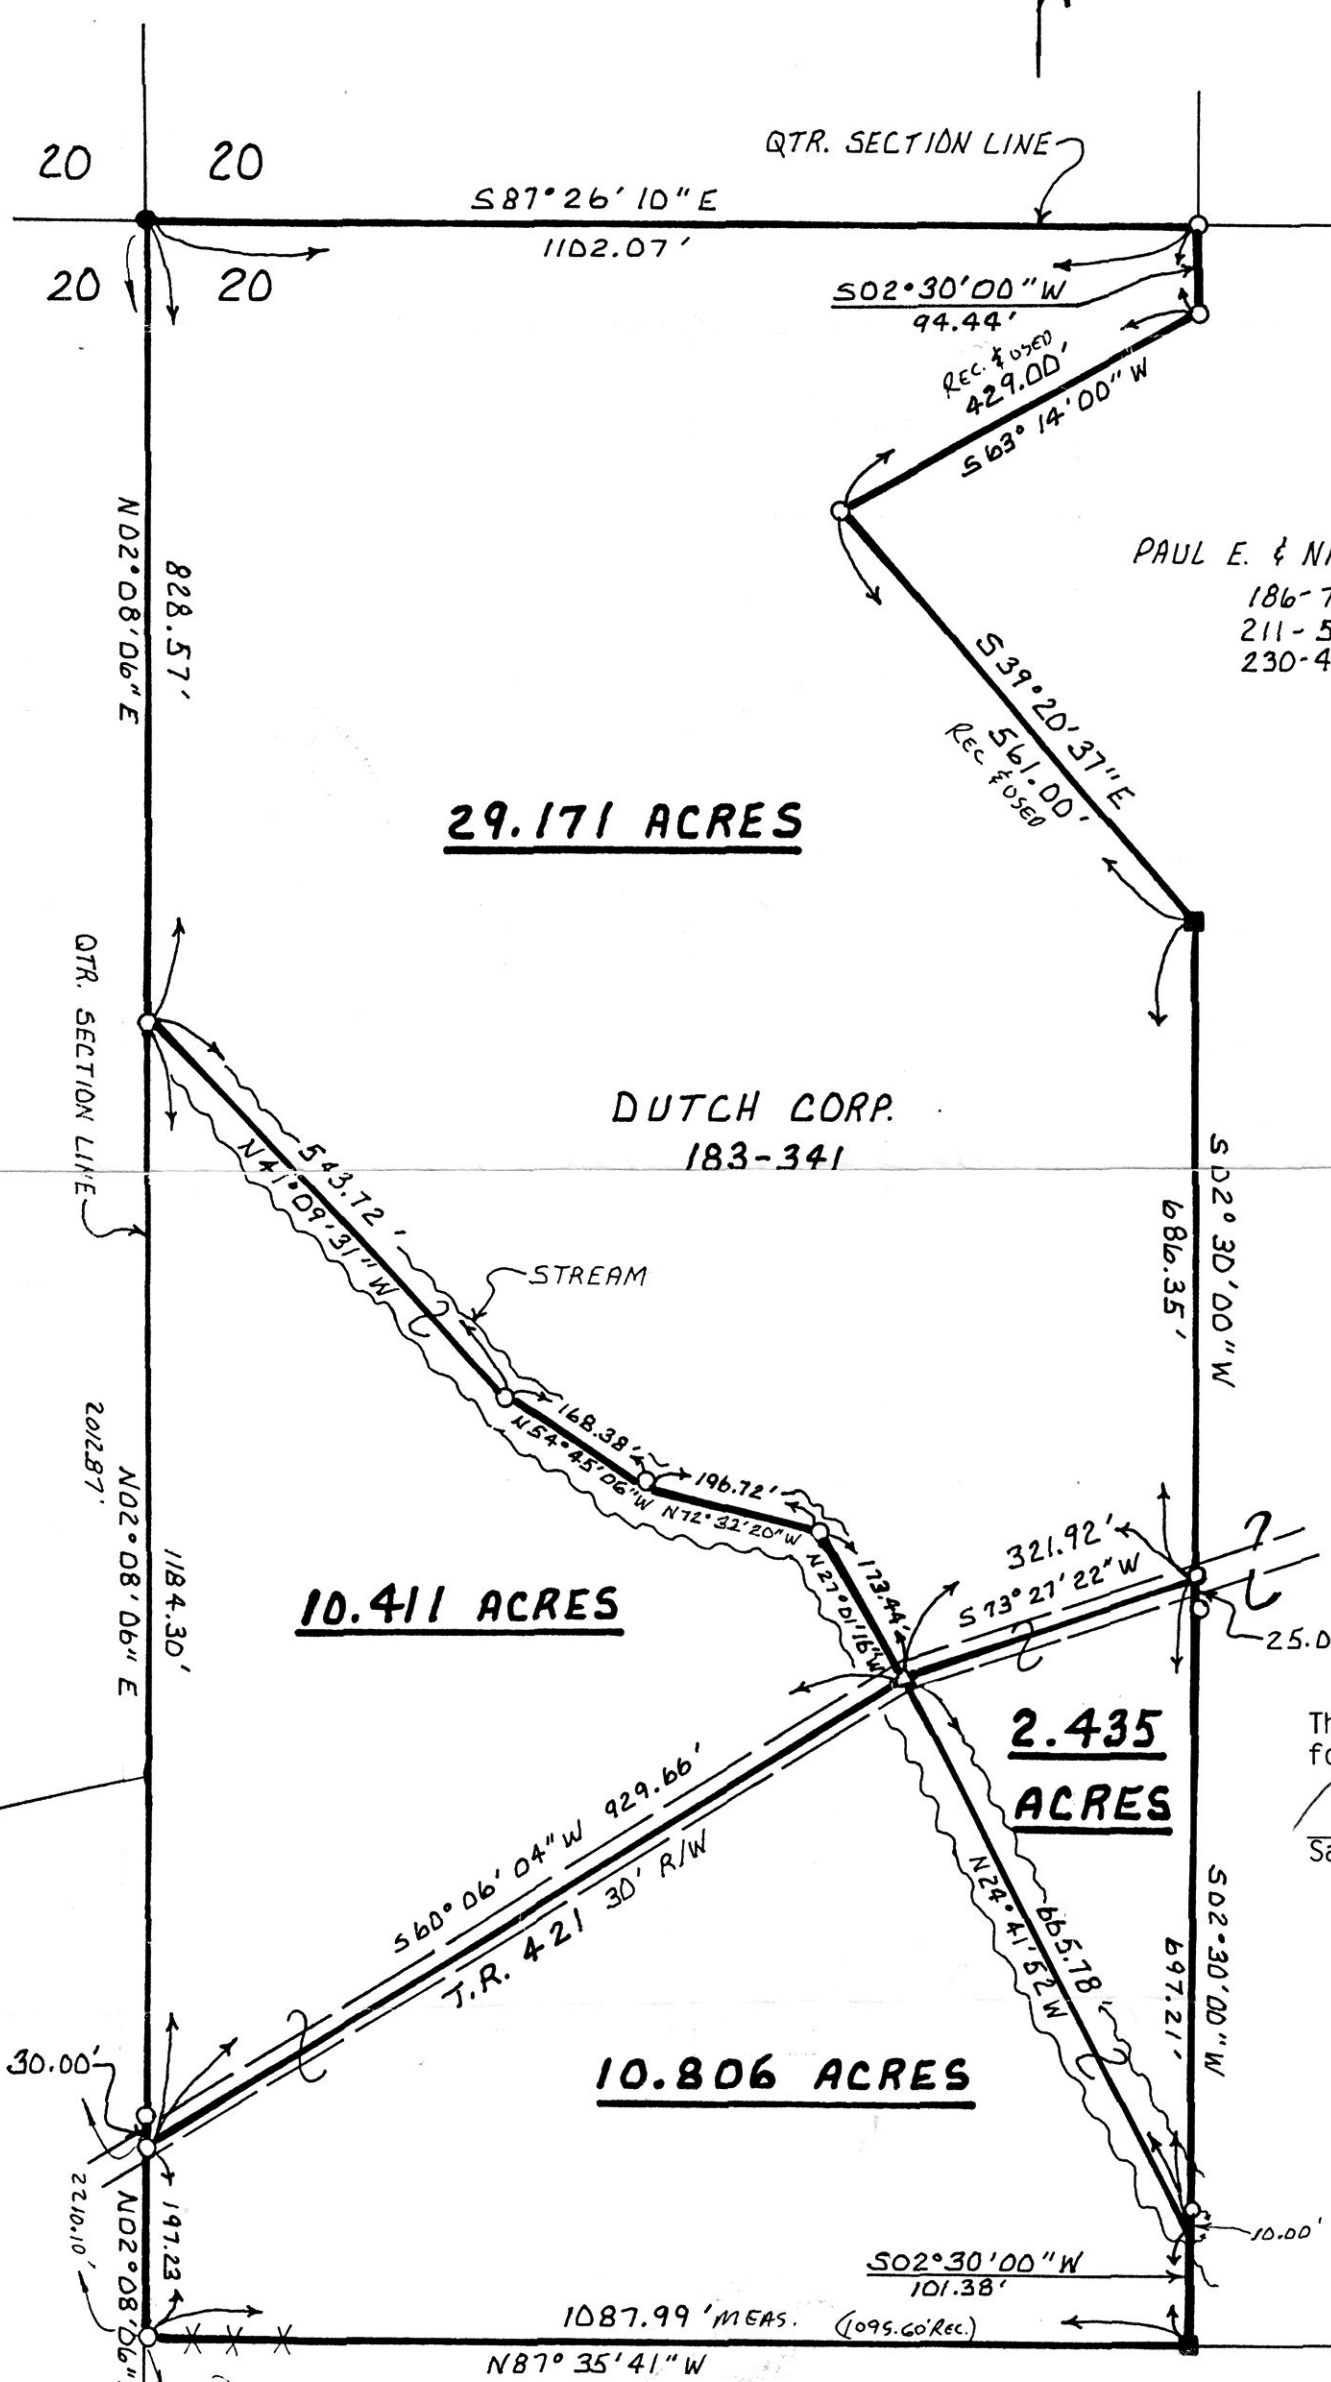 20
20
QTR. SECTION LINE
S87°26'10"E
1102.07'
20
20
S02°30'00"W
94.44'
REC. & USED
429.00'
S63°14'00"W
N02°08'06"E
828.57'
PAUL E. &
186-
211-5
230-4
S39°20'37"E
561.00'
REC & USED
29.171 ACRES
QTR. SECTION LINE
DUTCH CORP.
183-341
S02°30'00"W
686.35'
543.72'
N41°09'31"W
STREAM
168.38'
N54°45'06"W
196.72'
N72°32'20"W
2012.87'
N02°08'06"E
1184.30'
173.44'
N27°01'16"W
321.92'
S73°27'22"W
25.0
10.411 ACRES
2.435
ACRES
S60°06'04"W 929.66'
T.R. 421 30' R/W
N24°41'52"W
665.78'
S02°30'00"W
697.21'
30.00'
10.806 ACRES
2210.10'
N02°08'06"
197.23
10.00'
S02°30'00"W
101.38'
1087.99' MEAS. (1095.60' REC.)
N87°35'41"W